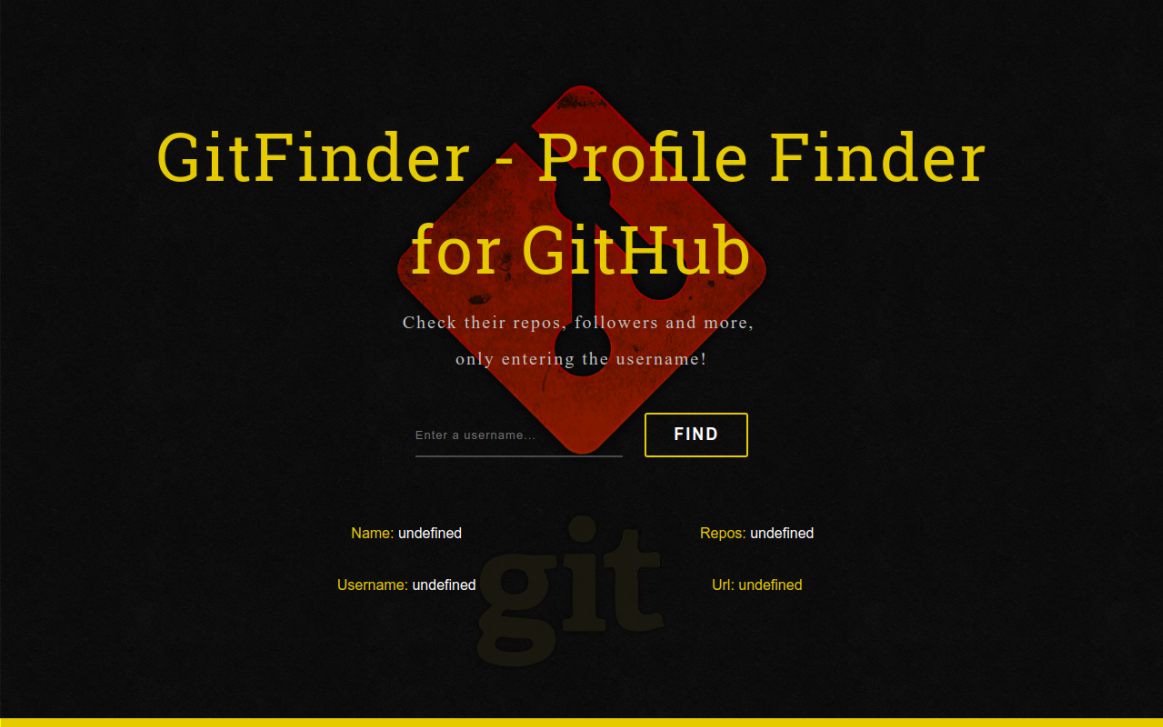 GitFinder - Profile Finder
for GitHub
Check their repos, followers and more,
only entering the username!
Enter a username...
FIND
Name: undefined
Repos: undefined
Username: undefined
Url: undefined
git